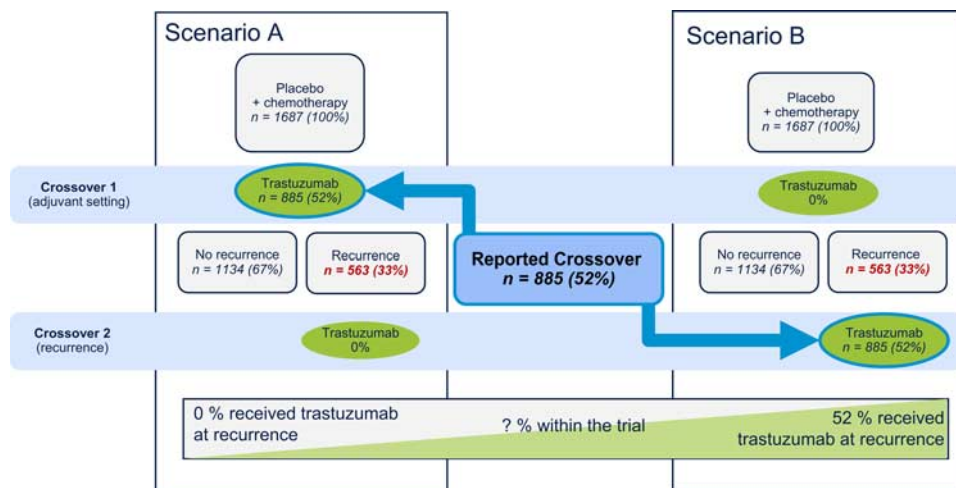 Scenario A
Scenario B
Placebo
+ chemotherapy
n = 1687 (100%)
Placebo
+ chemotherapy
n = 1687 (100%)
Crossover 1
(adjuvant setting)
Trastuzumab
n = 885 (52%)
Trastuzumab
0%
No recurrence
n = 1134 (67%)
Recurrence
n = 563 (33%)
Reported Crossover
n = 885 (52%)
No recurrence
n = 1134 (67%)
Recurrence
n = 563 (33%)
Crossover 2
(recurrence)
Trastuzumab
0%
Trastuzumab
n = 885 (52%)
0 % received trastuzumab
at recurrence
? % within the trial
52 % received
trastuzumab at recurrence